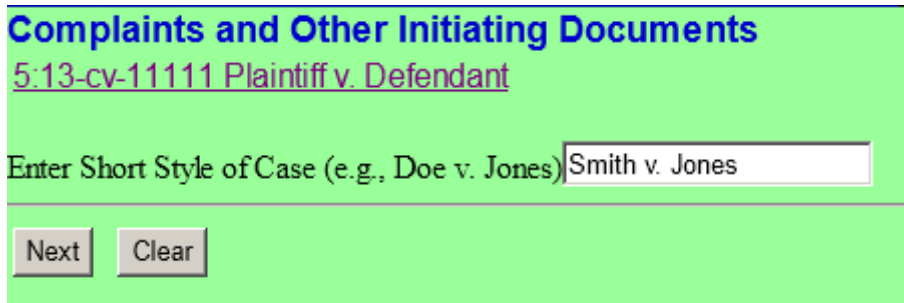 Complaints and Other Initiating Documents
5:13-cv-11111 Plaintiff v. Defendant
Enter Short Style of Case (e.g., Doe v. Jones) Smith v. Jones
Next Clear